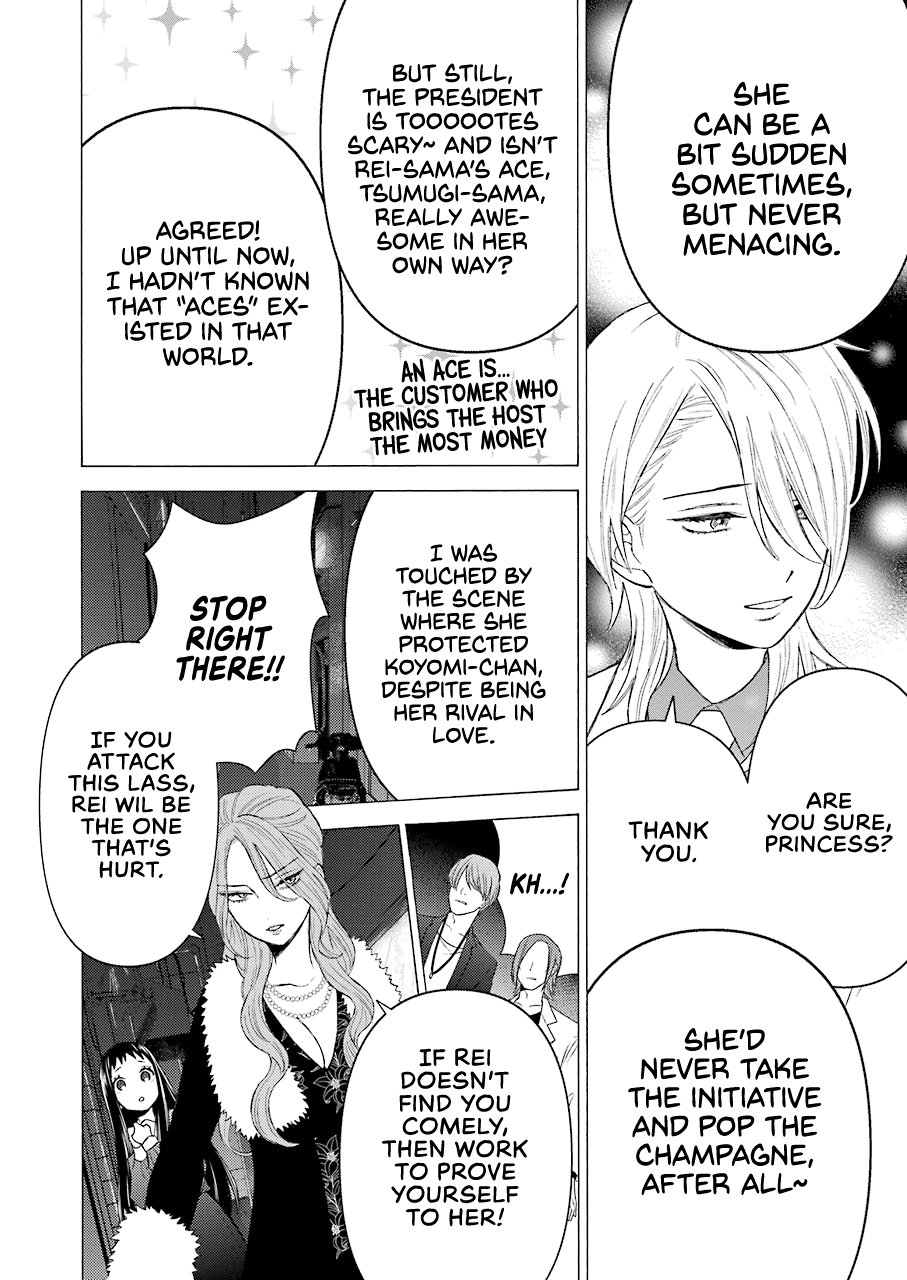 SHE
CAN BE A
BIT SUDDEN
SOMETIMES,
BUT NEVER
MENACING.
ARE
YOU SURE,
PRINCESS?
THANK
YOU.
SHE'D
NEVER TAKE
THE INITIATIVE
AND POP THE
CHAMPAGNE,
AFTER ALL~
BUT STILL,
THE PRESIDENT
IS TOOOOOTES
SCARY~ AND ISN'T
REI-SAMA'S ACE,
TSUMUGI-SAMA,
REALLY AWE-
SOME IN HER
OWN WAY?
AN ACE IS...
THE CUSTOMER WHO
BRINGS THE HOST
THE MOST MONEY
AGREED!
UP UNTIL NOW,
I HADN'T KNOWN
THAT "ACES" EX-
ISTED IN THAT
WORLD.
I WAS
TOUCHED BY
THE SCENE
WHERE SHE
PROTECTED
KOYOMI-CHAN,
DESPITE BEING
HER RIVAL IN
LOVE.
STOP
RIGHT
THERE!!
IF YOU
ATTACK
THIS LASS,
REI WIL BE
THE ONE
THAT'S
HURT.
KH...!
IF REI
DOESN'T
FIND YOU
COMELY,
THEN WORK
TO PROVE
YOURSELF
TO HER!